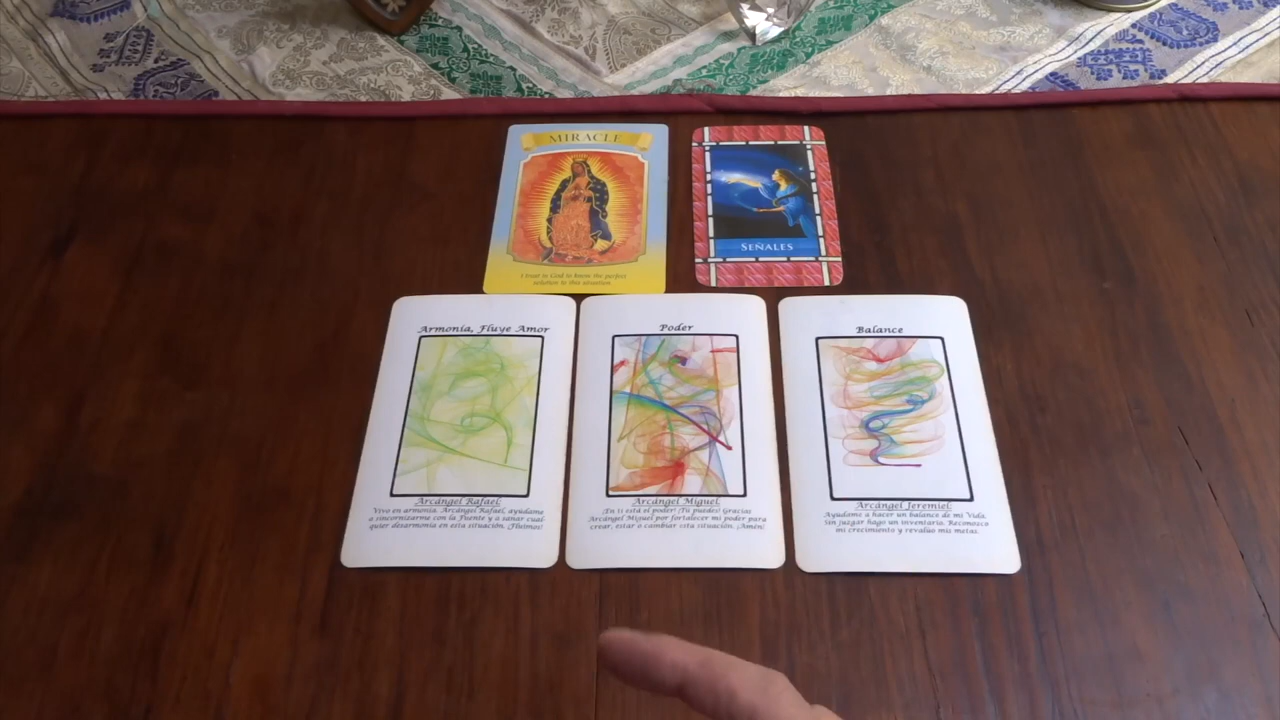 MIRACLE
I trust in God to know the perfect
solution to this situation
SEÑALES
Armonía, Fluye Amor
Arcángel Rafael:
Vivo en armonía. Arcángel Rafael, ayúdame
a sincornizarme con la Fuente y a sanar cual-
quier desarmonía en esta situación. ¡Fluimos!
Poder
Arcángel Miguel:
¡En ti está el poder! ¡Tú puedes! Gracias
Arcángel Miguel por fortalecer mi poder para
crear, estar o cambiar esta situación. ¡Amén!
Balance
Arcángel Jeremiel:
Ayúdame a hacer un balance de mi Vida.
Sin juzgar hago un inventario. Reconozco
mi crecimiento y revalúo mis metas.